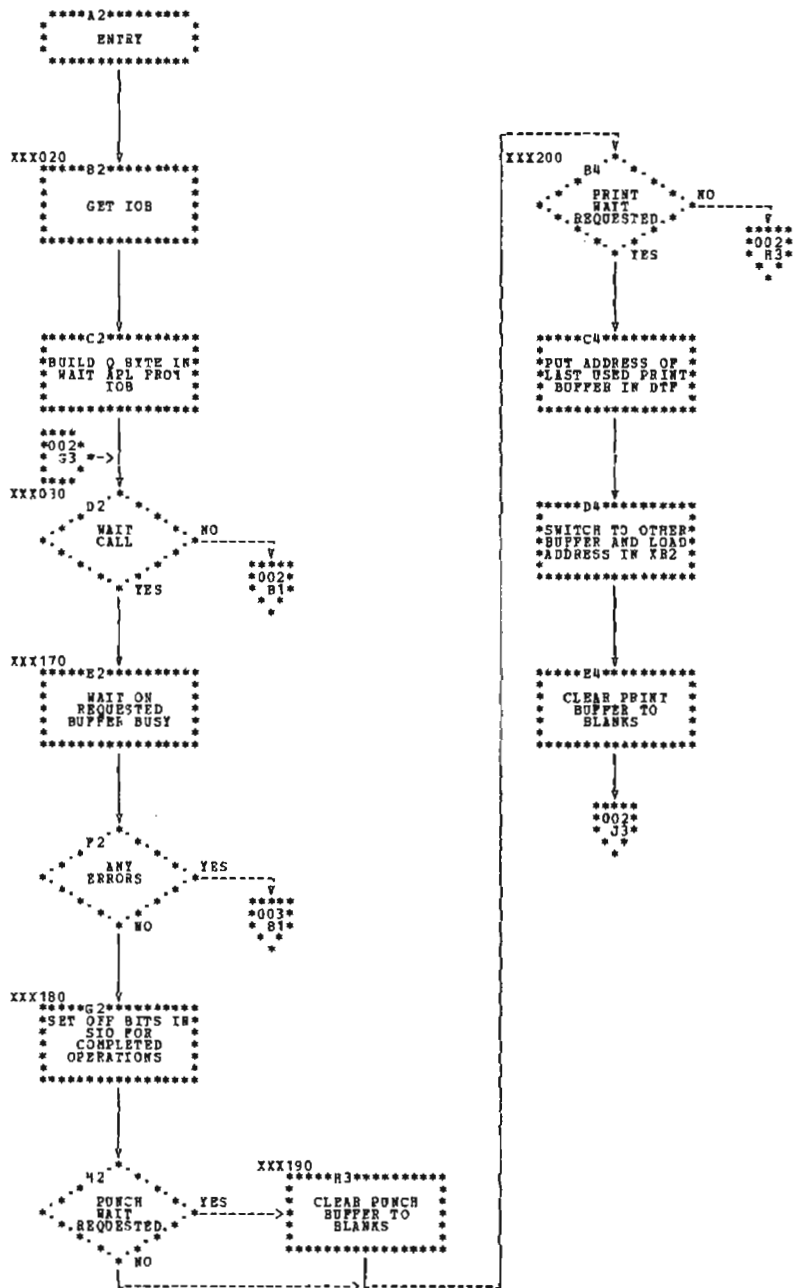 A2
ENTRY
XXX020
B2
GET IOB
C2
BUILD Q BYTE IN
WAIT APL FROM
IOB
002
G3
XXX030
D2
WAIT
CALL
NO
YES
002
B1
XXX170
E2
WAIT ON
REQUESTED
BUFFER BUSY
F2
ANY
ERRORS
YES
NO
003
B1
XXX180
G2
SET OFF BITS IN
SIO FOR
COMPLETED
OPERATIONS
H2
PUNCH
WAIT
REQUESTED
YES
NO
XXX190
H3
CLEAR PUNCH
BUFFER TO
BLANKS
XXX200
B4
PRINT
WAIT
REQUESTED
NO
YES
002
H3
C4
PUT ADDRESS OF
LAST USED PRINT
BUFFER IN DTF
D4
SWITCH TO OTHER
BUFFER AND LOAD
ADDRESS IN XR2
E4
CLEAR PRINT
BUFFER TO
BLANKS
002
J3